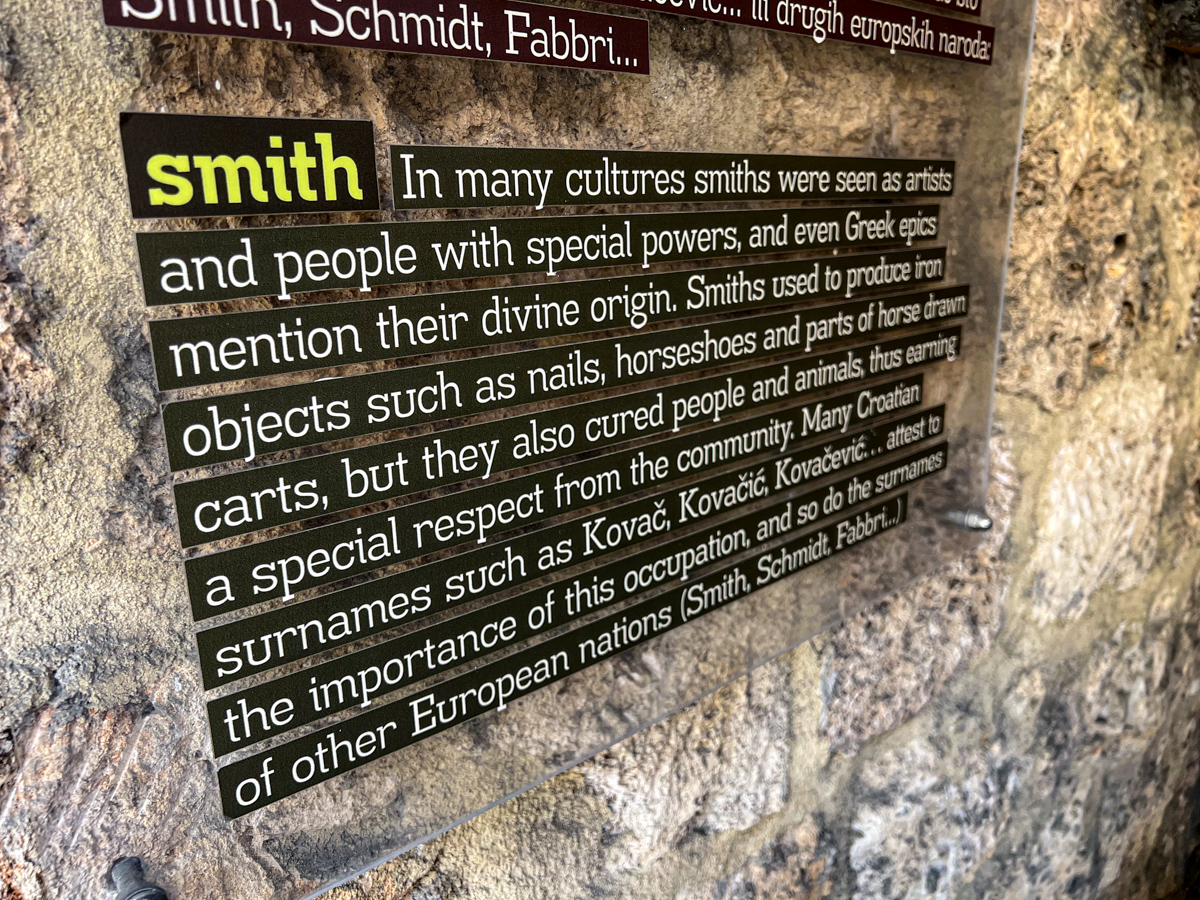 ili drugih europskih naroda:
Smith, Schmidt, Fabbri...
smith In many cultures smiths were seen as artists
and people with special powers, and even Greek epics
mention their divine origin. Smiths used to produce iron
objects such as nails, horseshoes and parts of horse drawn
carts, but they also cured people and animals, thus earning
a special respect from the community. Many Croatian
surnames such as Kovač, Kovačić, Kovačević... attest to
the importance of this occupation, and so do the surnames
of other European nations (Smith, Schmidt, Fabbri...)